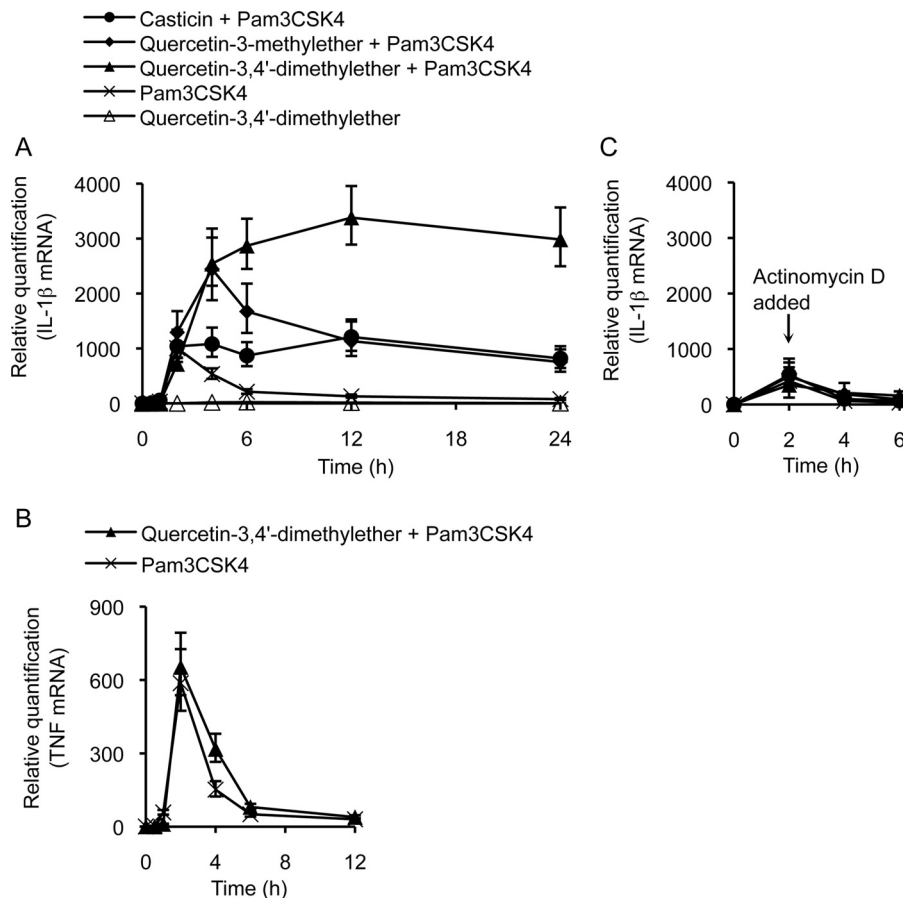 Casticin + Pam3CSK4
Quercetin-3-methylether + Pam3CSK4
Quercetin-3,4'-dimethylether + Pam3CSK4
Pam3CSK4
Quercetin-3,4'-dimethylether
A
Relative quantification
(IL-1β mRNA)
4000
3000
2000
1000
0
0
6
12
18
24
Time (h)
C
Relative quantification
(IL-1β mRNA)
4000
3000
2000
1000
0
Actinomycin D
added
0
2
4
6
Time (h)
B
Quercetin-3,4'-dimethylether + Pam3CSK4
Pam3CSK4
Relative quantification
(TNF mRNA)
900
600
300
0
0
4
8
12
Time (h)